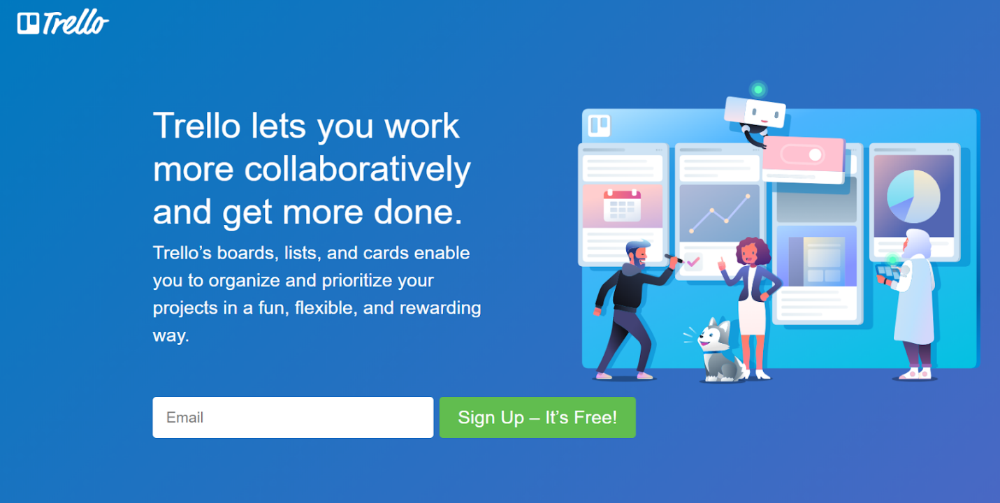 Trello
Trello lets you work
more collaboratively
and get more done.
Trello’s boards, lists, and cards enable
you to organize and prioritize your
projects in a fun, flexible, and rewarding
way.
Email
Sign Up – It’s Free!